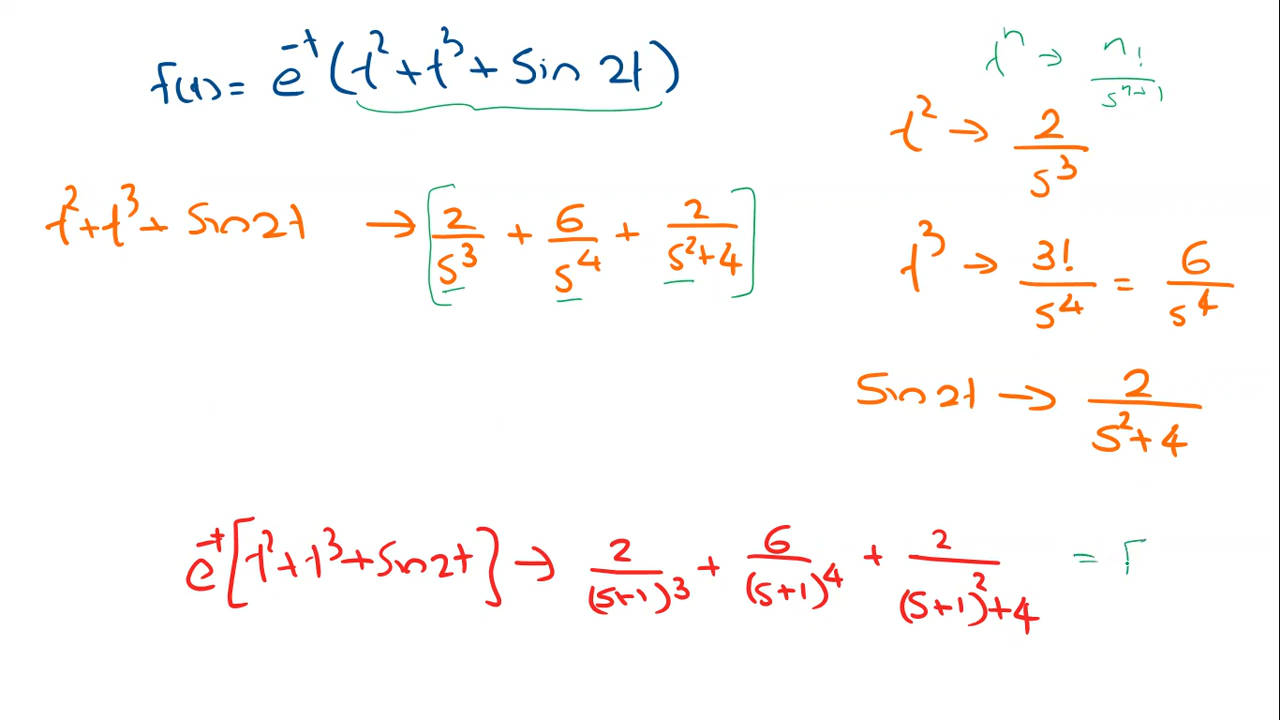 f(t) = e^{-t} (t^2 + t^3 + sin 2t)
t^n → n! / s^{n+1}
t^2 → 2 / s^3
t^2 + t^3 + sin 2t → [2 / s^3 + 6 / s^4 + 2 / (s^2 + 4)]
t^3 → 3! / s^4 = 6 / s^4
sin 2t → 2 / (s^2 + 4)
e^{-t} [t^2 + t^3 + sin 2t] → 2 / (s+1)^3 + 6 / (s+1)^4 + 2 / ((s+1)^2 + 4) =